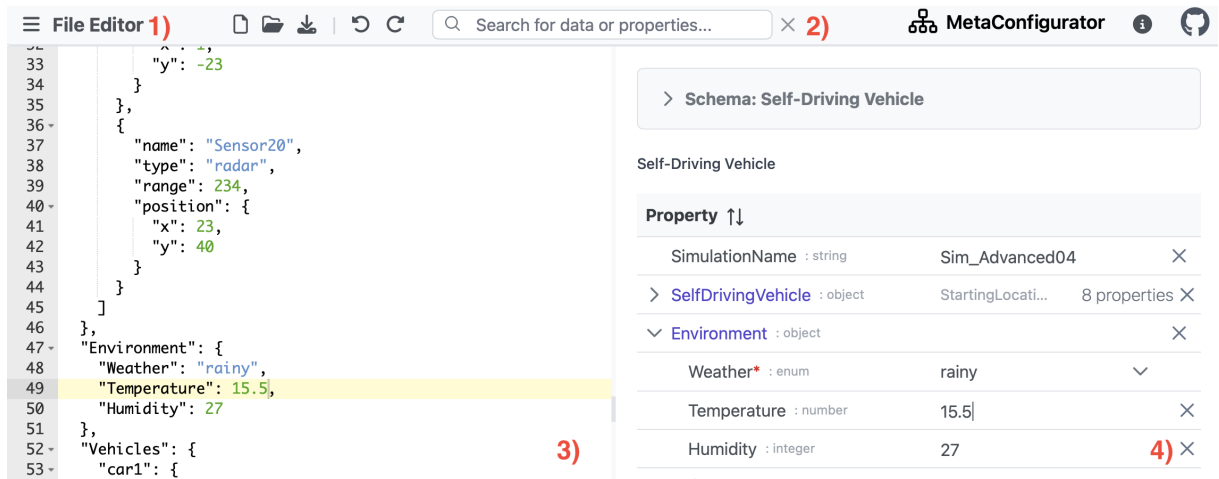 File Editor 1)
Search for data or properties...
2)
MetaConfigurator
32 "x": 1,
33 "y": -23
34 }
35 },
36 {
37 "name": "Sensor20",
38 "type": "radar",
39 "range": 234,
40 "position": {
41 "x": 23,
42 "y": 40
43 }
44 }
45 ]
46 },
47 "Environment": {
48 "Weather": "rainy",
49 "Temperature": 15.5,
50 "Humidity": 27
51 },
52 "Vehicles": {
53 "car1": {
3)
Schema: Self-Driving Vehicle
Self-Driving Vehicle
Property
SimulationName : string Sim_Advanced04
SelfDrivingVehicle : object StartingLocati... 8 properties
Environment : object
Weather* : enum rainy
Temperature : number 15.5
Humidity : integer 27
4)